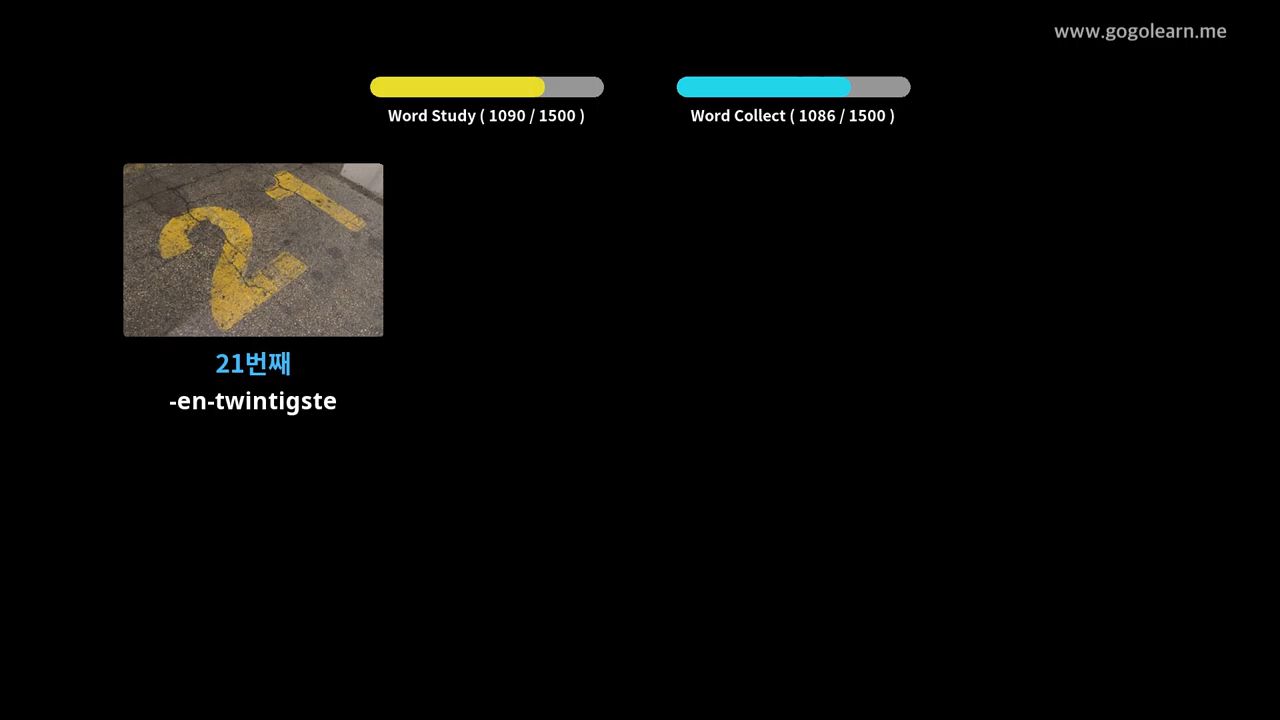 www.gogolearn.me
Word Study ( 1090 / 1500 )
Word Collect ( 1086 / 1500 )
21
21번째
-en-twintigste